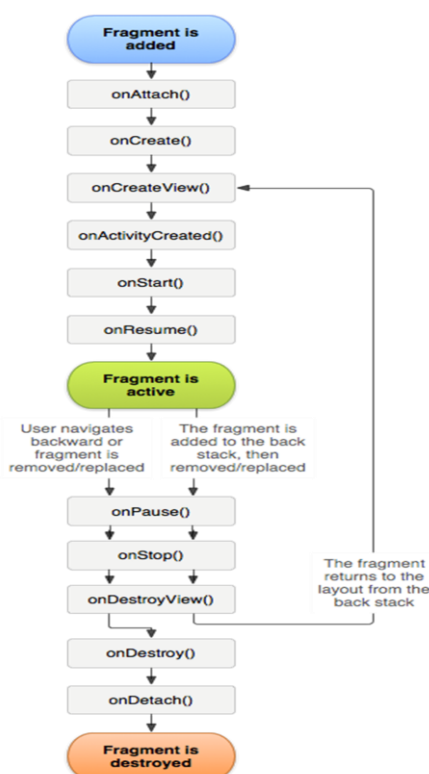 Fragment is
added
onAttach()
onCreate()
onCreateView()
onActivityCreated()
onStart()
onResume()
Fragment is
active
User navigates
backward or
fragment is
removed/replaced
The fragment is
added to the back
stack, then
removed/replaced
onPause()
onStop()
onDestroyView()
The fragment
returns to the
layout from the
back stack
onDestroy()
onDetach()
Fragment is
destroyed